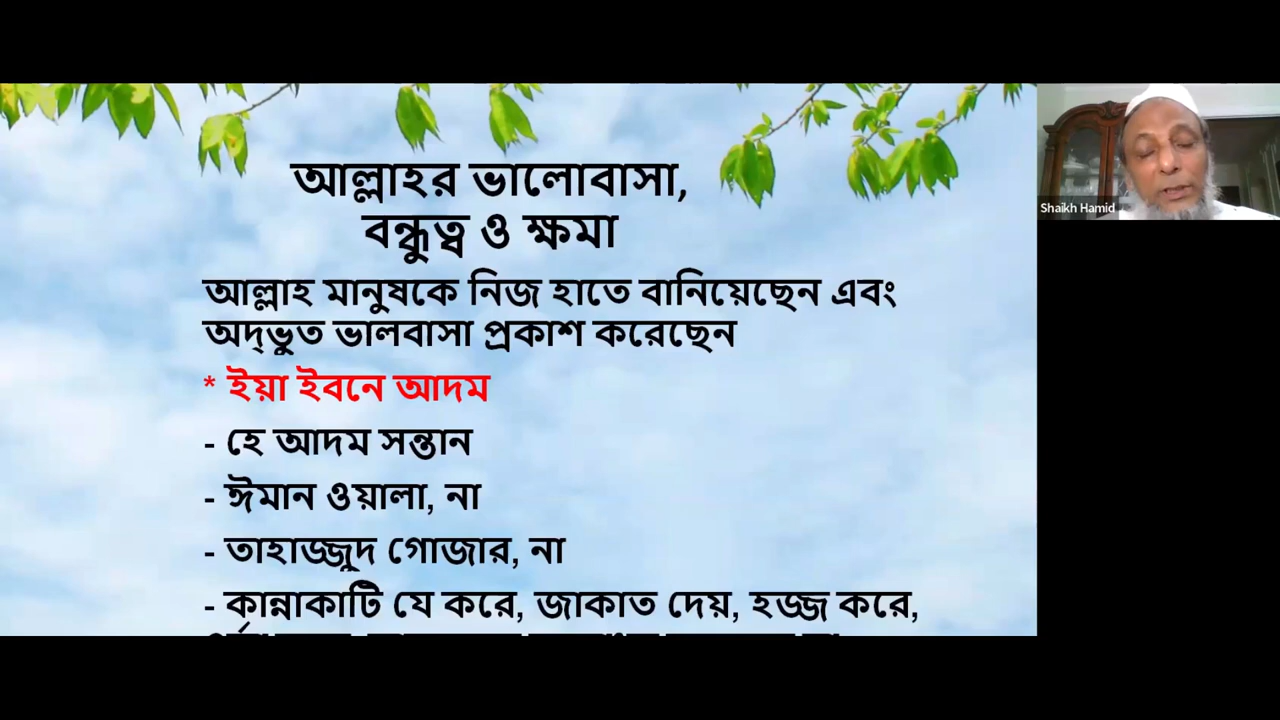 আল্লাহর ভালোবাসা,
বন্ধুত্ব ও ক্ষমা
আল্লাহ মানুষকে নিজ হাতে বানিয়েছেন এবং
অদ্ভুত ভালবাসা প্রকাশ করেছেন
* ইয়া ইবনে আদম
- হে আদম সন্তান
- ঈমান ওয়ালা, না
- তাহাজ্জুদ গোজার, না
- কান্নাকাটি যে করে, জাকাত দেয়, হজ্জ করে,
Shaikh Hamid